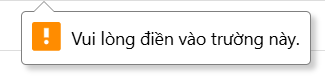 Vui lòng điền vào trường này.